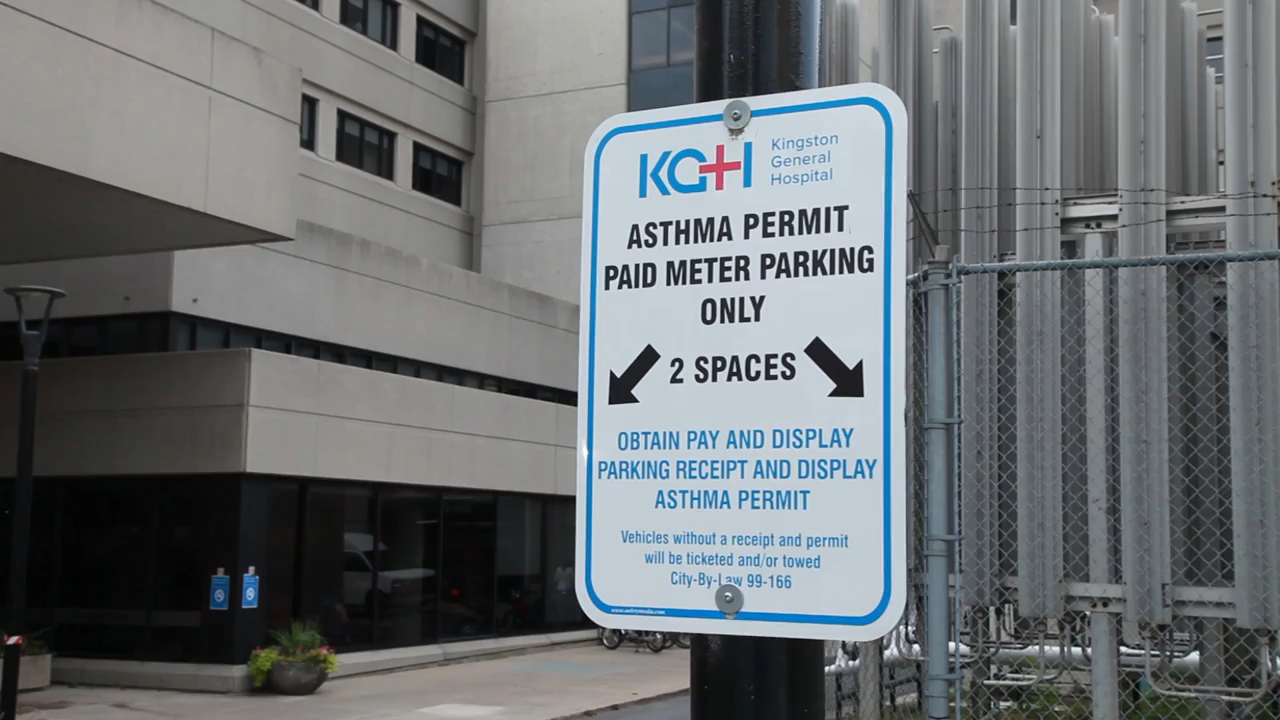 KGH
Kingston
General
Hospital
ASTHMA PERMIT
PAID METER PARKING
ONLY
2 SPACES
OBTAIN PAY AND DISPLAY
PARKING RECEIPT AND DISPLAY
ASTHMA PERMIT
Vehicles without a receipt and permit
will be ticketed and/or towed
City-By-Law 99-166